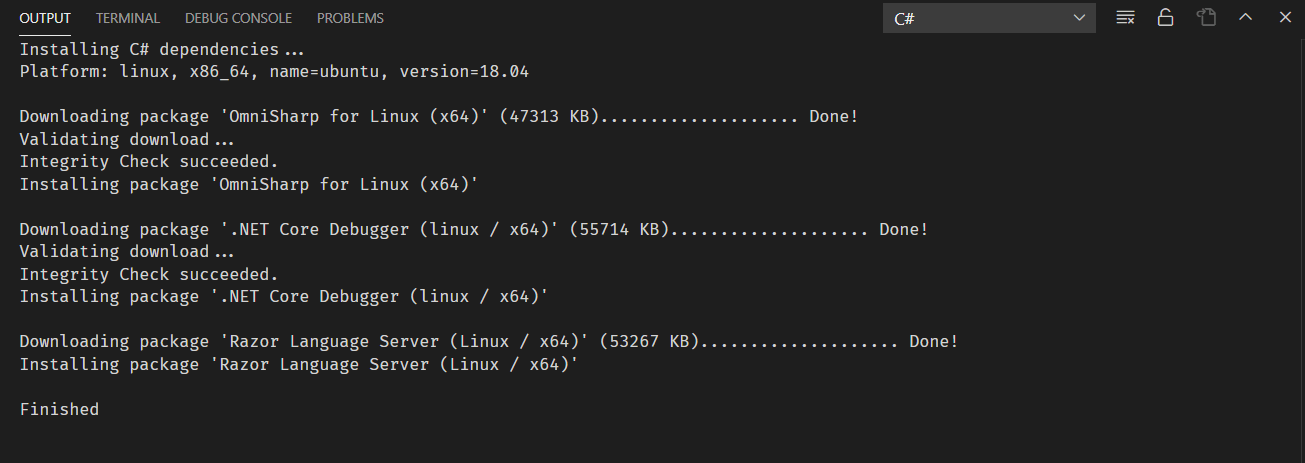 OUTPUT TERMINAL DEBUG CONSOLE PROBLEMS C#
Installing C# dependencies...
Platform: linux, x86_64, name=ubuntu, version=18.04
Downloading package 'OmniSharp for Linux (x64)' (47313 KB).................... Done!
Validating download...
Integrity Check succeeded.
Installing package 'OmniSharp for Linux (x64)'
Downloading package '.NET Core Debugger (linux / x64)' (55714 KB).................... Done!
Validating download...
Integrity Check succeeded.
Installing package '.NET Core Debugger (linux / x64)'
Downloading package 'Razor Language Server (Linux / x64)' (53267 KB).................... Done!
Installing package 'Razor Language Server (Linux / x64)'
Finished